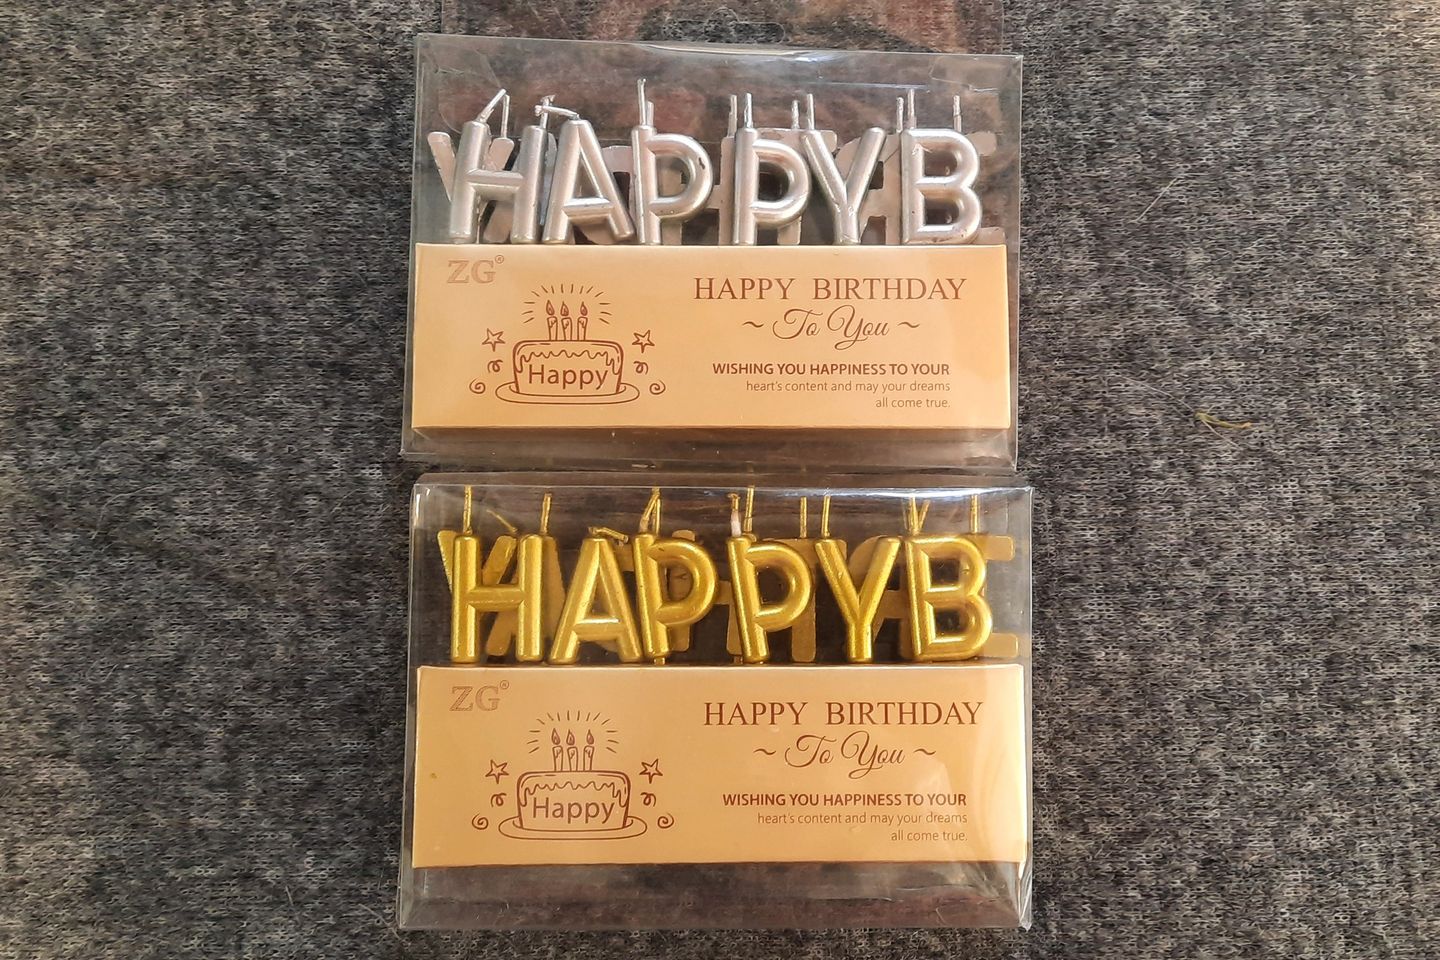 HAPPYB
ZG®
HAPPY BIRTHDAY
~ To You ~
Happy
WISHING YOU HAPPINESS TO YOUR
heart's content and may your dreams
all come true.
HAPPYB
ZG®
HAPPY BIRTHDAY
~ To You ~
Happy
WISHING YOU HAPPINESS TO YOUR
heart's content and may your dreams
all come true.